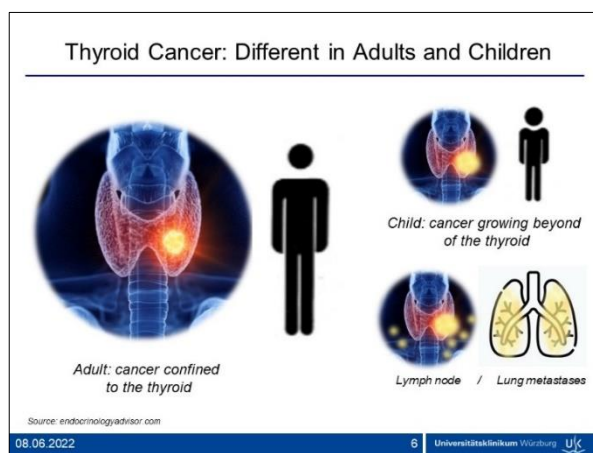 Thyroid Cancer: Different in Adults and Children
Child: cancer growing beyond
of the thyroid
Adult: cancer confined
to the thyroid
Lymph node / Lung metastases
Source: endocrinologyadvisor.com
08.06.2022
6
Universitätsklinikum Würzburg UK